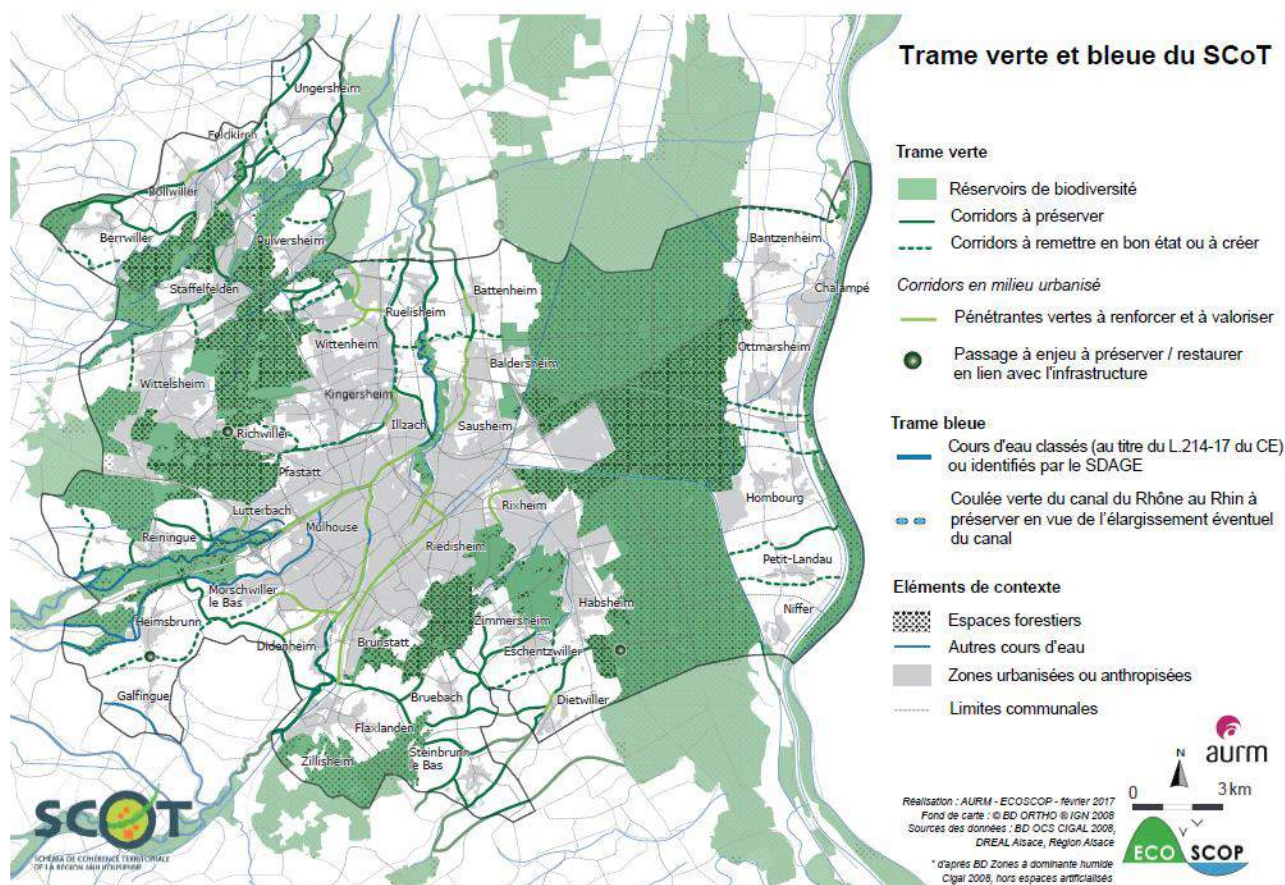 Trame verte et bleue du SCoT
Trame verte
Réservoirs de biodiversité
Corridors à préserver
Corridors à remettre en bon état ou à créer
Corridors en milieu urbanisé
Pénétrantes vertes à renforcer et à valoriser
Passage à enjeu à préserver / restaurer
en lien avec l'infrastructure
Trame bleue
Cours d'eau classés (au titre du L.214-17 du CE)
ou identifiés par le SDAGE
Coulée verte du canal du Rhône au Rhin à
préserver en vue de l'élargissement éventuel
du canal
Eléments de contexte
Espaces forestiers
Autres cours d'eau
Zones urbanisées ou anthropisées
Limites communales
Ungersheim
Feldkirch
Bollwiller
Berrwiller
Pulversheim
Staffelfelden
Ruelisheim
Battenheim
Bantzenheim
Chalampé
Wittenheim
Baldersheim
Ottmarsheim
Wittelsheim
Kingersheim
Richwiller
Illzach
Sausheim
Pfastatt
Hombourg
Lutterbach
Rixheim
Mulhouse
Reiningue
Riedisheim
Petit-Landau
Morschwiller
le Bas
Habsheim
Niffer
Heimsbrunn
Zimmersheim
Didenheim
Brunstatt
Eschentzwiller
Galfingue
Bruebach
Dietwiller
Flaxlanden
Steinbrunn
le Bas
Zillisheim
SCOT
SCHÉMA DE COHÉRENCE TERRITORIALE
DE LA RÉGION MULHOUSIENNE
aurm
N
0 3 km
Réalisation : AURM - ECOSCOP - février 2017
Fond de carte : © BD ORTHO ® IGN 2008
Sources des données : BD OCS CIGAL 2008,
DREAL Alsace, Région Alsace
* d'après BD Zones à dominante humide
Cigal 2008, hors espaces artificialisés
ECO SCOP